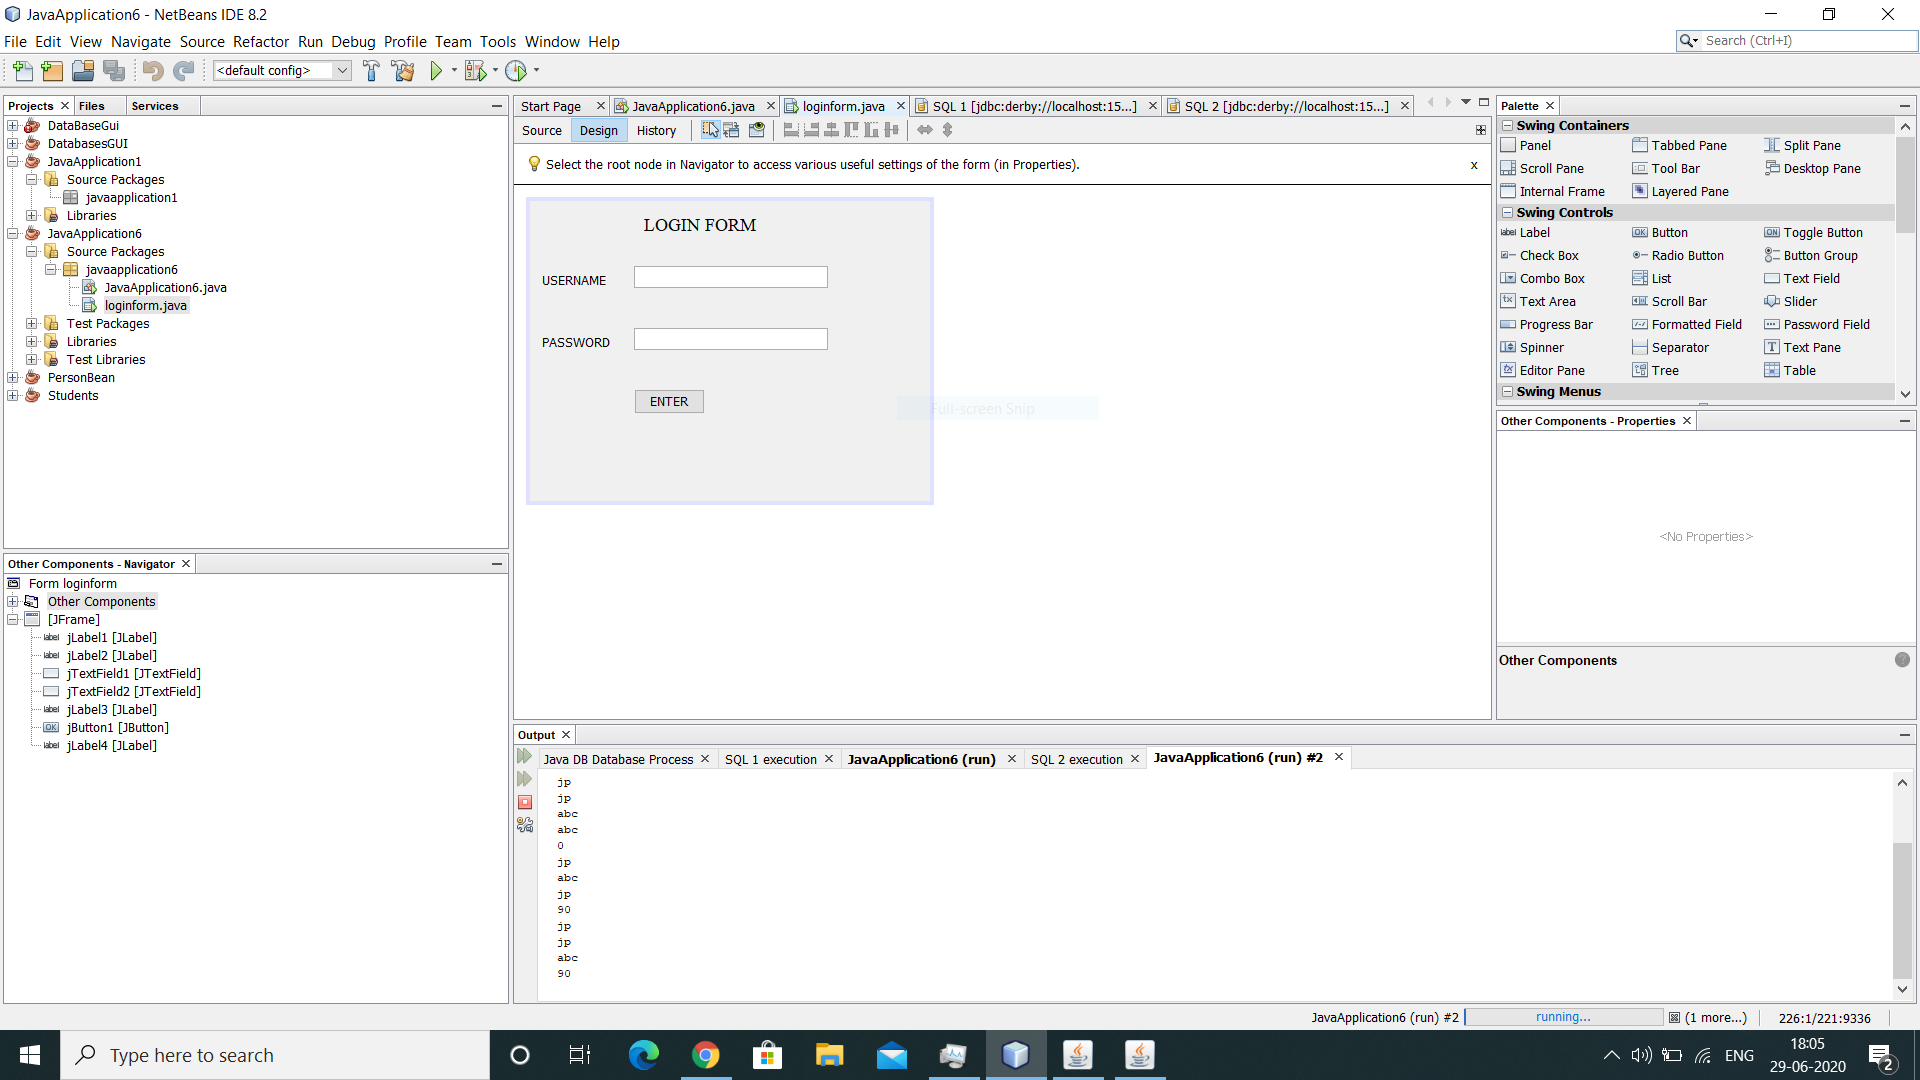 JavaApplication6 - NetBeans IDE 8.2
File Edit View Navigate Source Refactor Run Debug Profile Team Tools Window Help
Search (Ctrl+I)
<default config>
Projects Files Services
DataBaseGui
DatabasesGUI
JavaApplication1
Source Packages
javaapplication1
Libraries
JavaApplication6
Source Packages
javaapplication6
JavaApplication6.java
loginform.java
Test Packages
Libraries
Test Libraries
PersonBean
Students
Other Components - Navigator
Form loginform
Other Components
[JFrame]
jLabel1 [JLabel]
jLabel2 [JLabel]
jTextField1 [JTextField]
jTextField2 [JTextField]
jLabel3 [JLabel]
jButton1 [JButton]
jLabel4 [JLabel]
Start Page JavaApplication6.java loginform.java SQL 1 [jdbc:derby://localhost:15...] SQL 2 [jdbc:derby://localhost:15...]
Source Design History
Select the root node in Navigator to access various useful settings of the form (in Properties). x
LOGIN FORM
USERNAME
PASSWORD
ENTER
Full-screen Snip
Palette
Swing Containers
Panel Tabbed Pane Split Pane
Scroll Pane Tool Bar Desktop Pane
Internal Frame Layered Pane
Swing Controls
label Label OK Button ON Toggle Button
Check Box Radio Button Button Group
Combo Box List Text Field
Text Area Scroll Bar Slider
Progress Bar Formatted Field Password Field
Spinner Separator Text Pane
Editor Pane Tree Table
Swing Menus
Other Components - Properties
<No Properties>
Other Components
Output
Java DB Database Process SQL 1 execution JavaApplication6 (run) SQL 2 execution JavaApplication6 (run) #2
jp
jp
abc
abc
0
jp
abc
jp
90
jp
jp
abc
90
JavaApplication6 (run) #2 running... (1 more...) 226:1/221:9336
Type here to search
ENG
18:05
29-06-2020
2